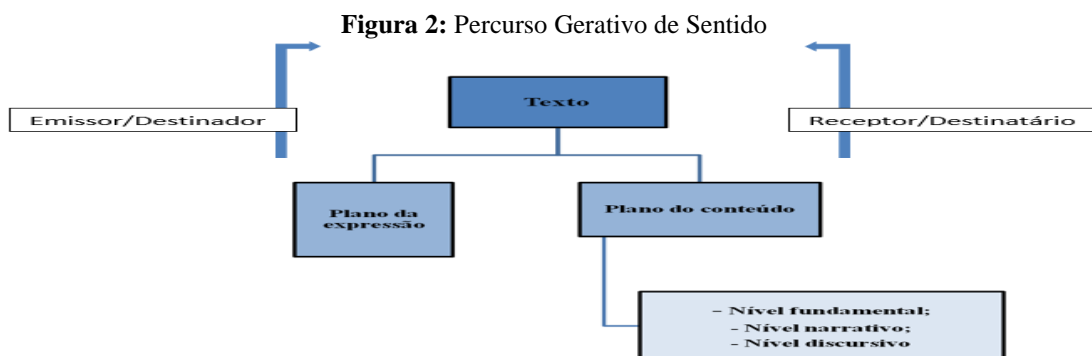 Figura 2: Percurso Gerativo de Sentido
Texto
Emissor/Destinador
Receptor/Destinatário
Plano da
expressão
Plano do conteúdo
- Nível fundamental;
- Nível narrativo;
- Nível discursivo